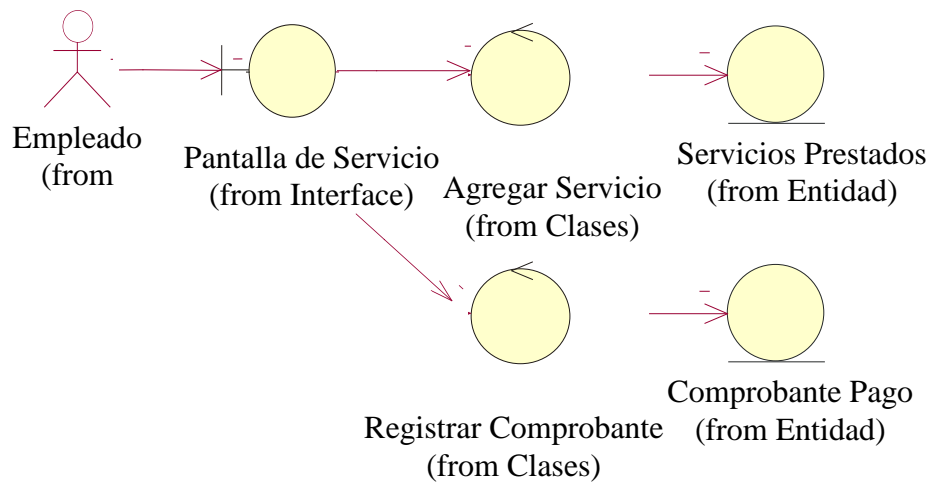 Empleado
(from
Pantalla de Servicio
(from Interface)
Agregar Servicio
(from Clases)
Servicios Prestados
(from Entidad)
Registrar Comprobante
(from Clases)
Comprobante Pago
(from Entidad)